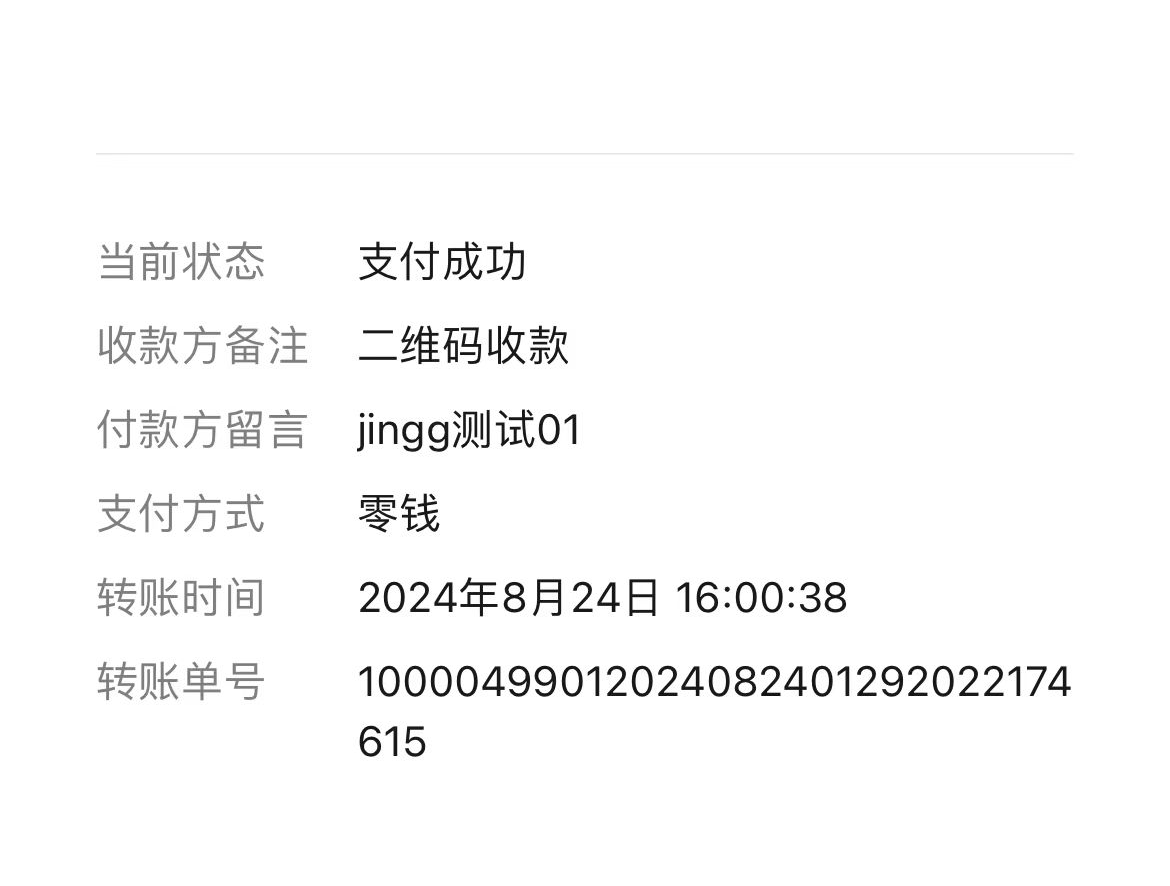 当前状态 支付成功
收款方备注 二维码收款
付款方留言 jingg测试01
支付方式 零钱
转账时间 2024年8月24日 16:00:38
转账单号 1000049901202408240129202217​4
615